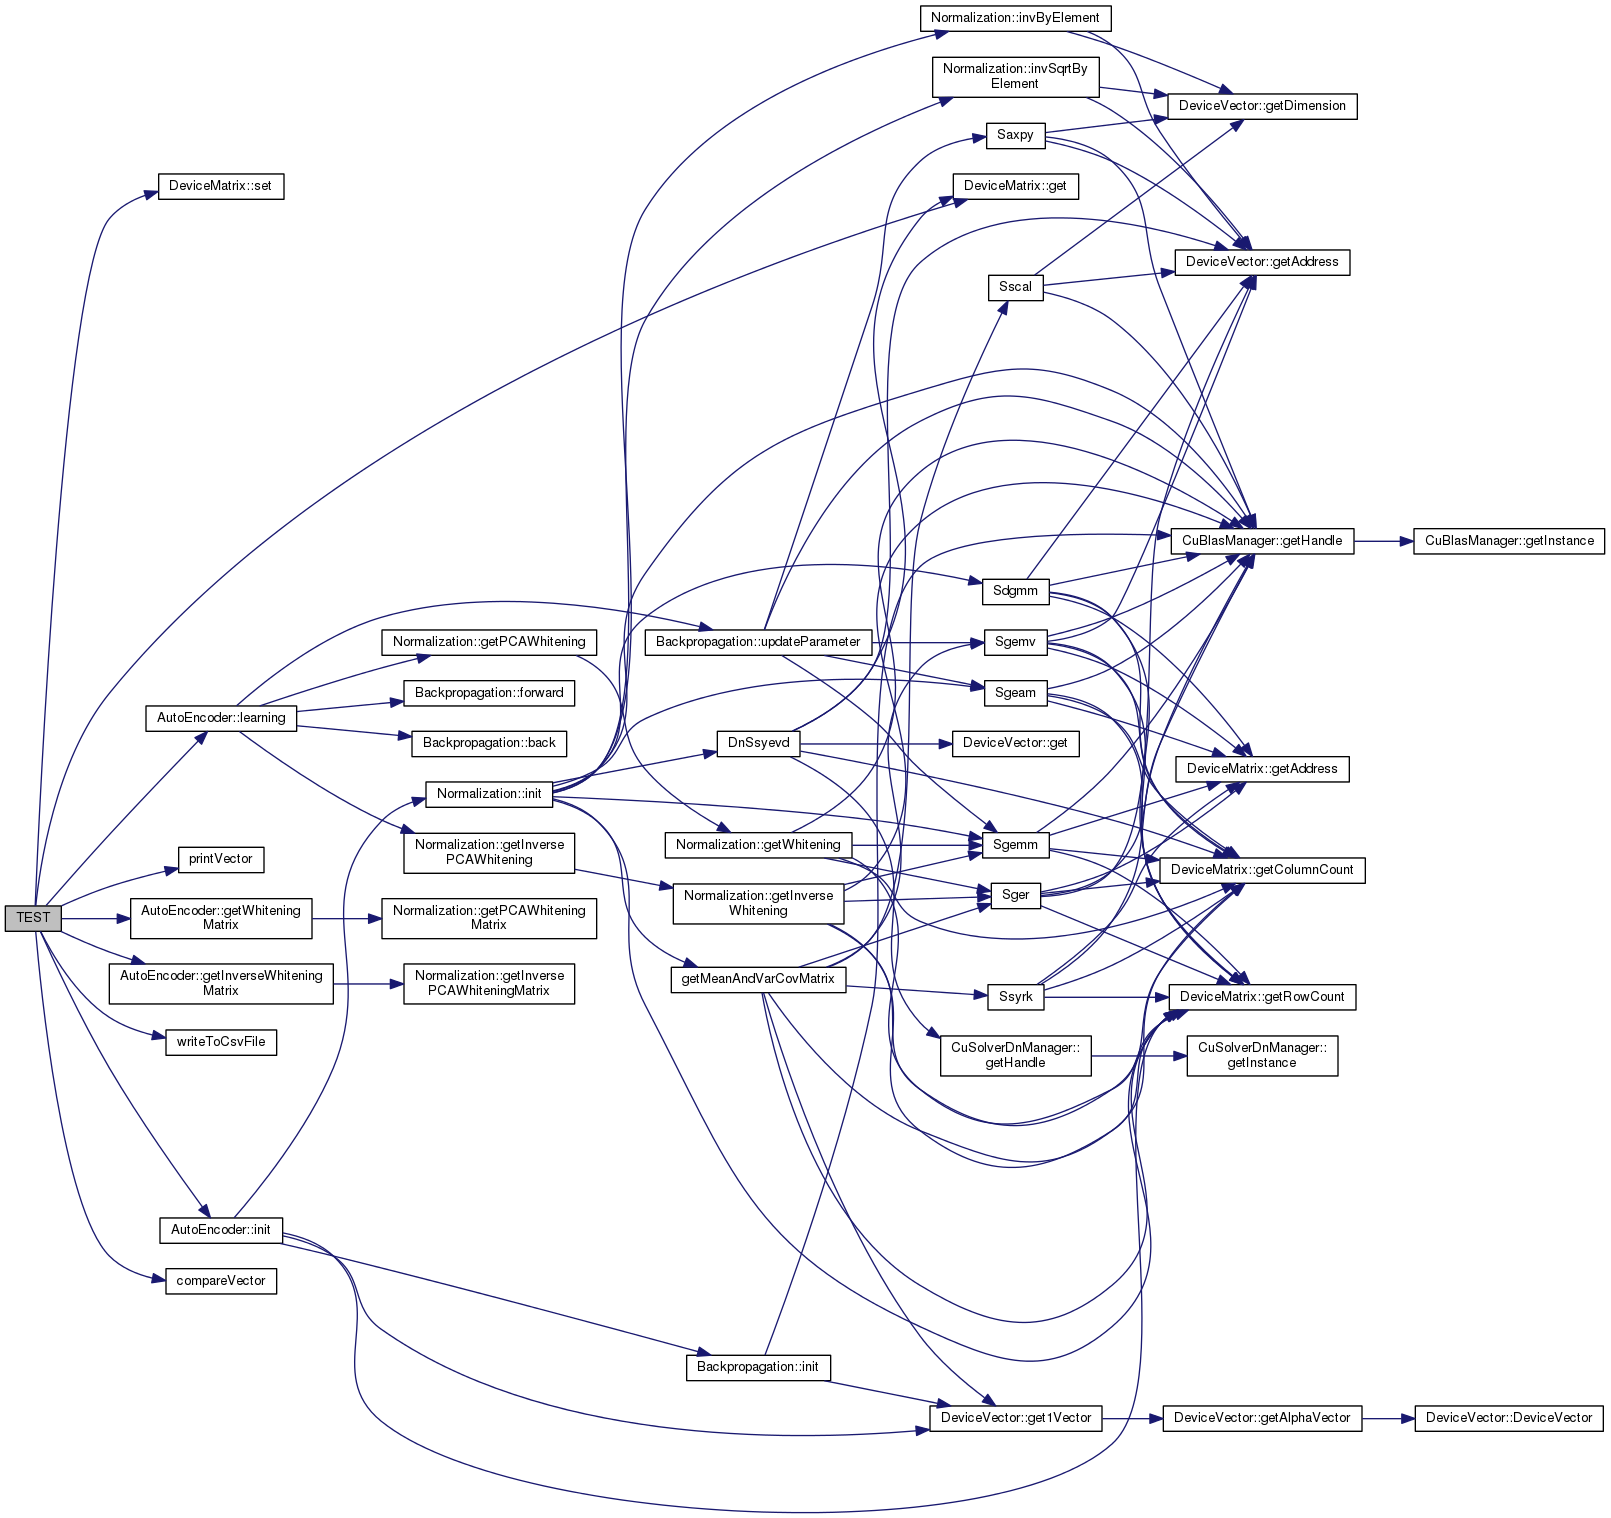 Normalization::invByElement
Normalization::invSqrtBy
Element
DeviceVector::getDimension
Saxpy
DeviceMatrix::set
DeviceMatrix::get
DeviceVector::getAddress
Sscal
CuBlasManager::getHandle
CuBlasManager::getInstance
Sdgmm
Normalization::getPCAWhitening
Backpropagation::updateParameter
Sgemv
Backpropagation::forward
Sgeam
AutoEncoder::learning
Backpropagation::back
DnSsyevd
DeviceVector::get
DeviceMatrix::getAddress
Normalization::init
printVector
Normalization::getInverse
PCAWhitening
Normalization::getWhitening
Sgemm
DeviceMatrix::getColumnCount
TEST
AutoEncoder::getWhitening
Matrix
Normalization::getPCAWhitening
Matrix
Normalization::getInverse
Whitening
Sger
AutoEncoder::getInverseWhitening
Matrix
Normalization::getInverse
PCAWhiteningMatrix
getMeanAndVarCovMatrix
Ssyrk
DeviceMatrix::getRowCount
writeToCsvFile
CuSolverDnManager::
getHandle
CuSolverDnManager::
getInstance
AutoEncoder::init
compareVector
Backpropagation::init
DeviceVector::get1Vector
DeviceVector::getAlphaVector
DeviceVector::DeviceVector